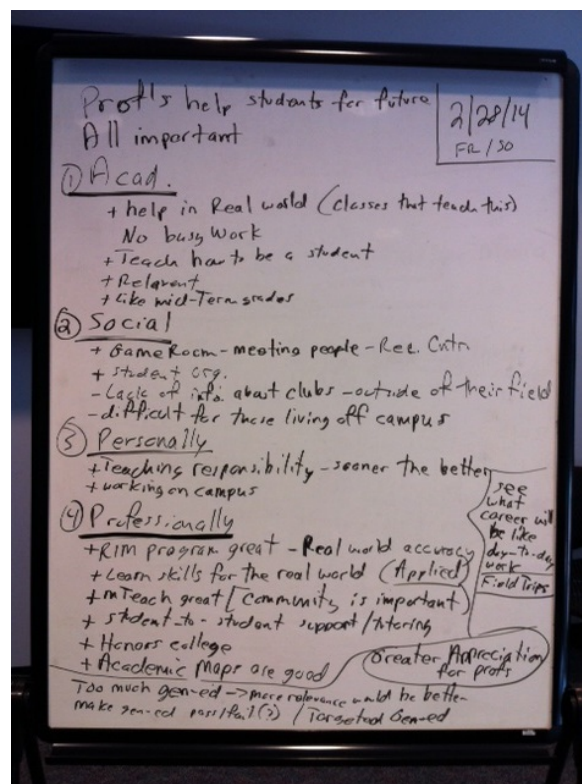 Prof's help students for future
All important
2/28/14
FR/SO
① Acad.
+ help in Real world (classes that teach this)
No busy Work
+ Teach how to be a student
+ Relavent
+ Like mid-Term grades
② Social
+ Game Room - meeting people - Rec. Cntr.
+ student org.
- Lack of info about clubs - outside of their field
- difficult for those living off campus
③ Personally
+ Teaching responsibility - sooner the better
+ working on campus
④ Professionally
+ RIM program great - Real world accuracy
+ Learn skills for the real world (Applied)
+ mTeach great [Community is important)
+ student-to-student support/tutoring
+ Honors college
+ Academic maps are good
see
what
career will
be like
day-to-day
work
Field Trips
Greater Appreciation
for profs
Too much gen-ed → more relevance would be better
make gen-ed pass/fail(?) / Targeted Gen-ed